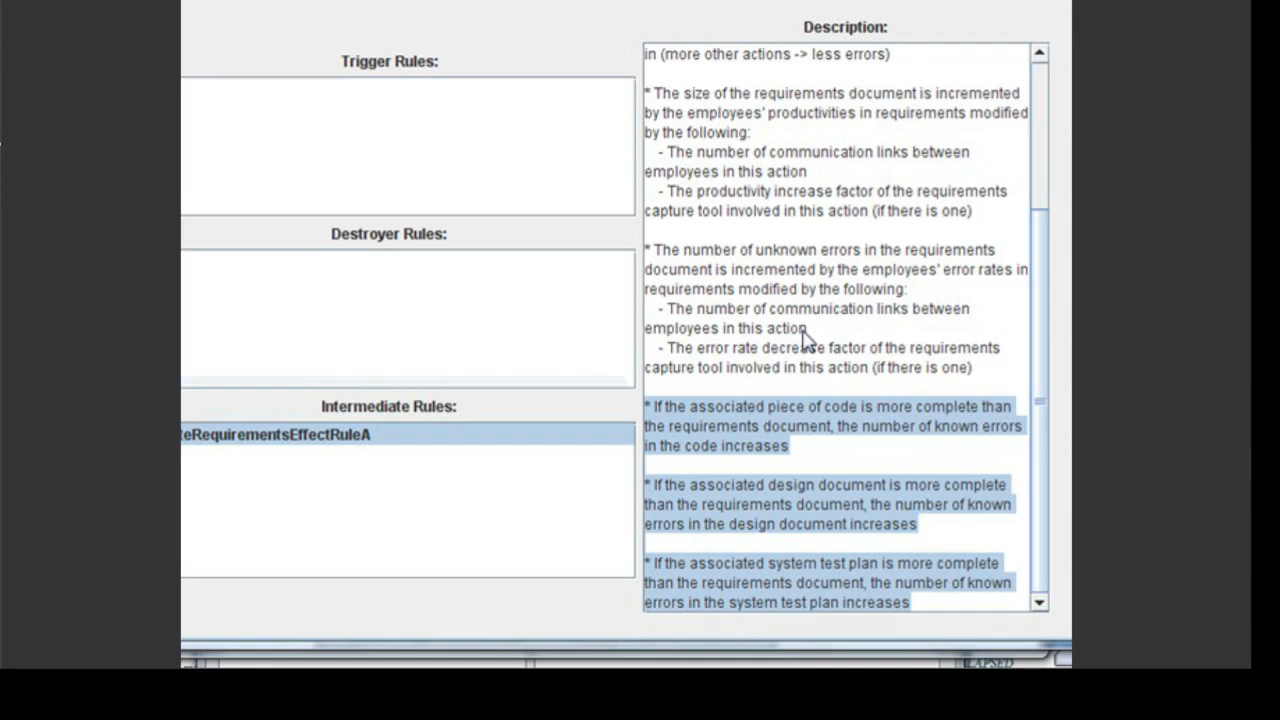 Description:
in (more other actions -> less errors)
Trigger Rules:
* The size of the requirements document is incremented
by the employees' productivities in requirements modified
by the following:
- The number of communication links between
employees in this action
- The productivity increase factor of the requirements
capture tool involved in this action (if there is one)
Destroyer Rules:
* The number of unknown errors in the requirements
document is incremented by the employees' error rates in
requirements modified by the following:
- The number of communication links between
employees in this action
- The error rate decrease factor of the requirements
capture tool involved in this action (if there is one)
Intermediate Rules:
eRequirementsEffectRuleA
* If the associated piece of code is more complete than
the requirements document, the number of known errors
in the code increases
* If the associated design document is more complete
than the requirements document, the number of known
errors in the design document increases
* If the associated system test plan is more complete
than the requirements document, the number of known
errors in the system test plan increases